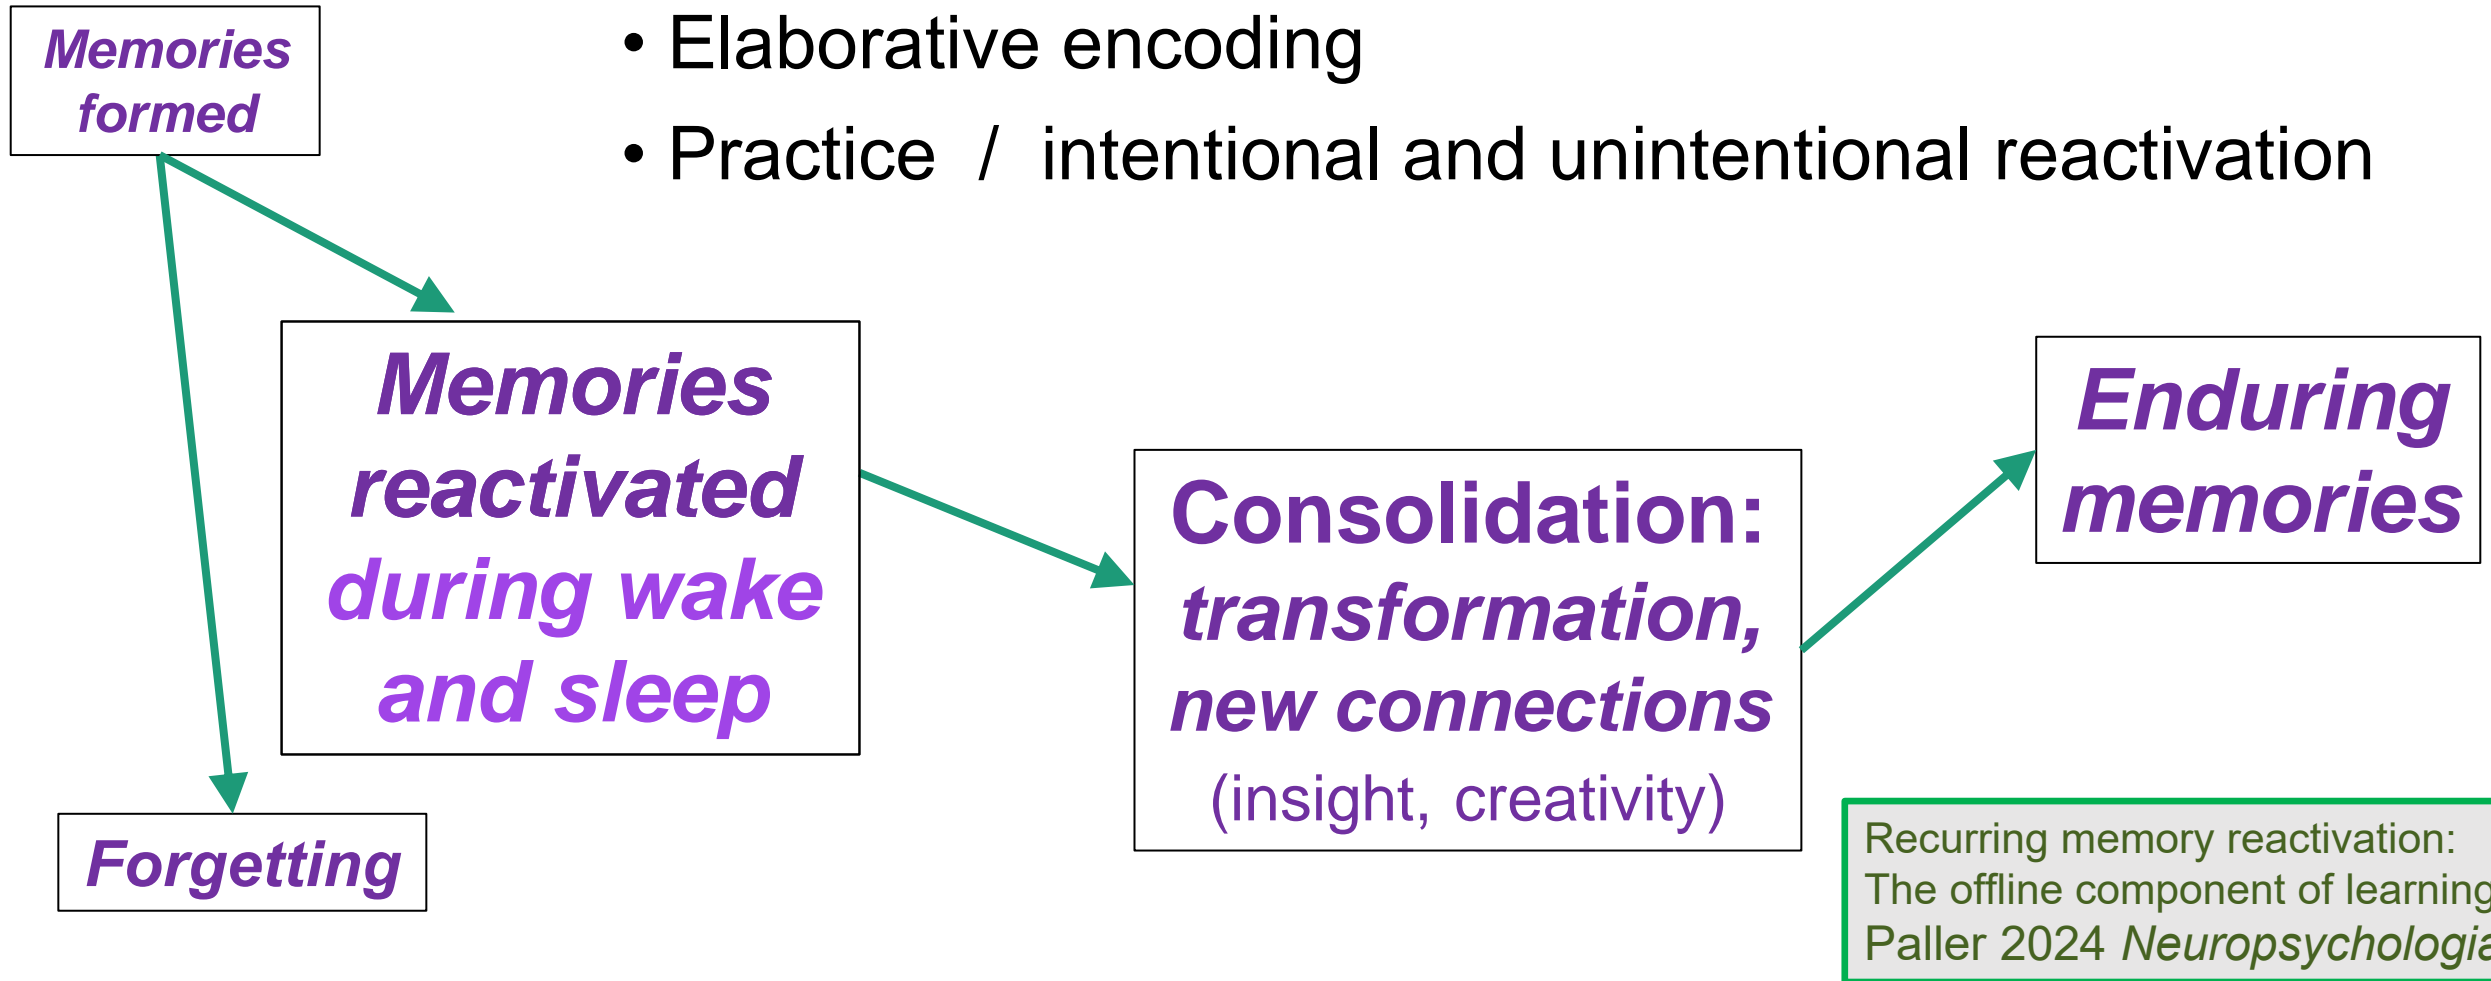 Memories
formed
• Elaborative encoding
• Practice / intentional and unintentional reactivation
Memories
reactivated
during wake
and sleep
Consolidation:
transformation,
new connections
(insight, creativity)
Enduring
memories
Forgetting
Recurring memory reactivation:
The offline component of learning
Paller 2024 Neuropsychologia